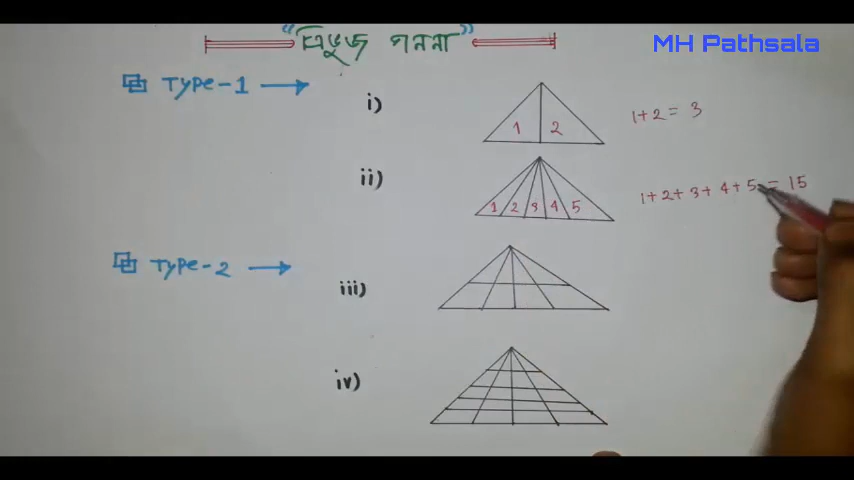 "ত্রিভুজ গননা"
MH Pathsala
Type-1 →
i)
1 2
1+2 = 3
ii)
1 2 3 4 5
1+2+3+4+5 = 15
Type-2 →
iii)
iv)